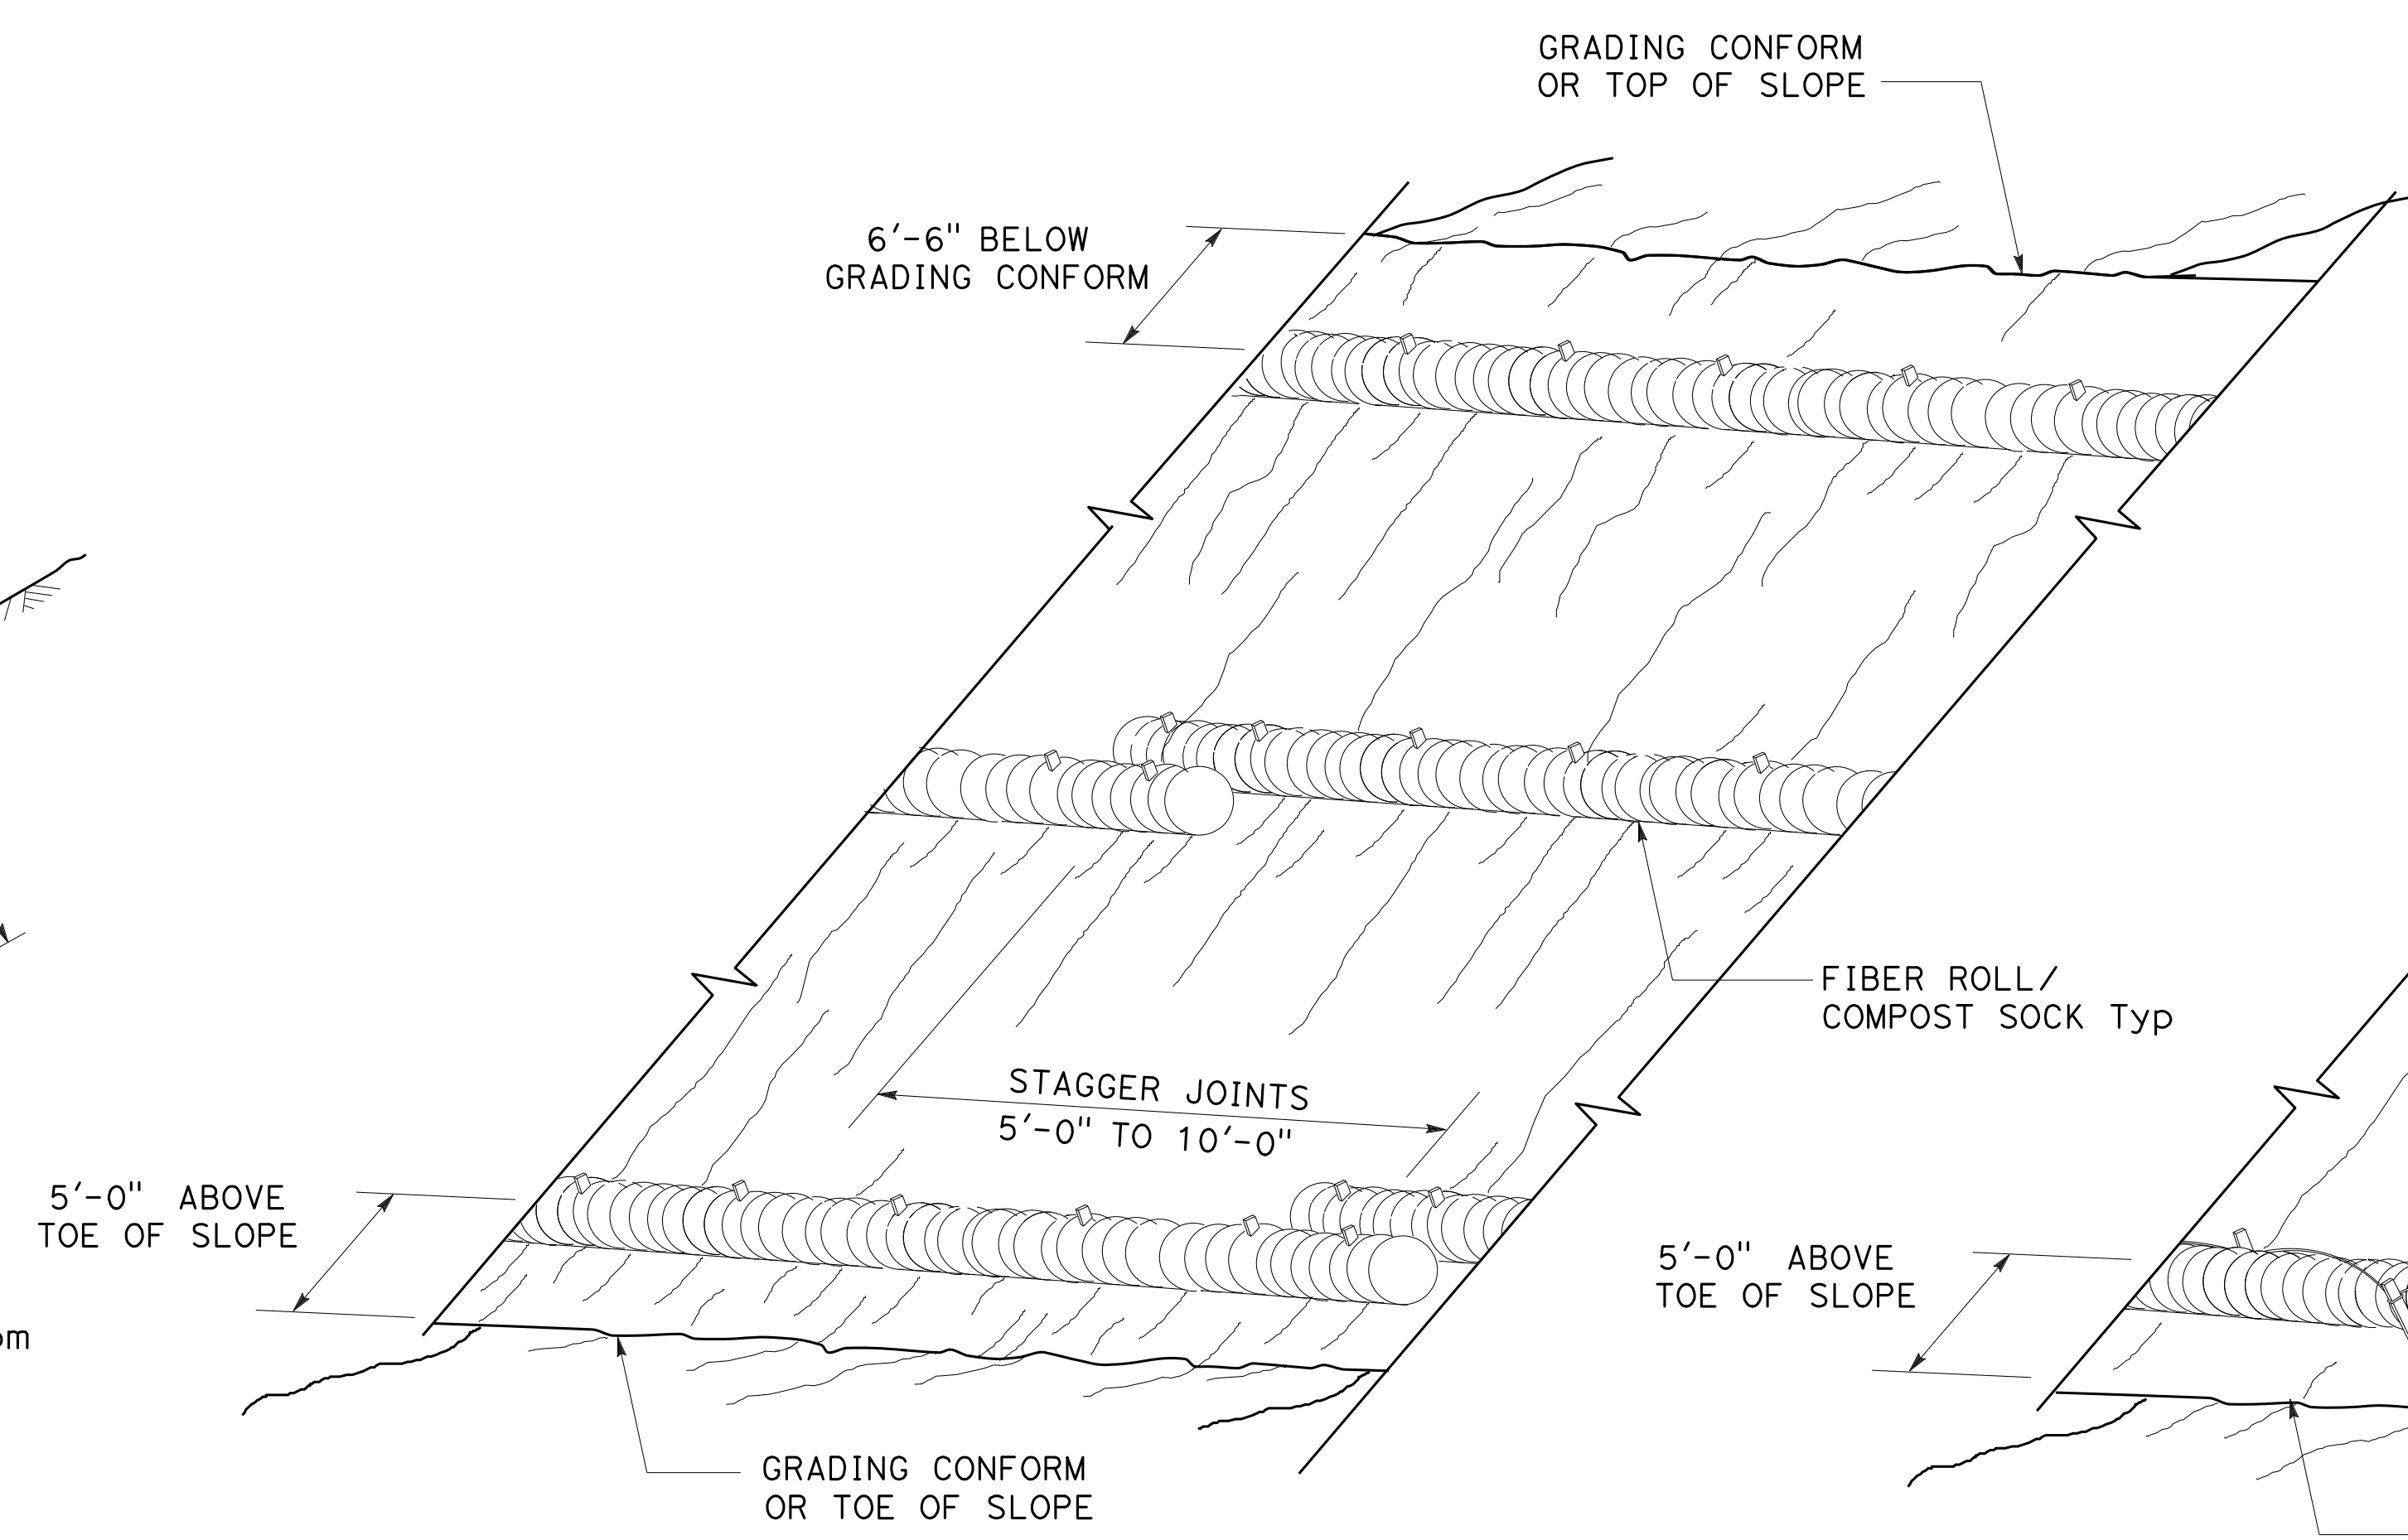 GRADING CONFORM
OR TOP OF SLOPE
6'-6" BELOW
GRADING CONFORM
FIBER ROLL/
COMPOST SOCK Typ
STAGGER JOINTS
5'-0" TO 10'-0"
5'-0" ABOVE
TOE OF SLOPE
5'-0" ABOVE
TOE OF SLOPE
GRADING CONFORM
OR TOE OF SLOPE